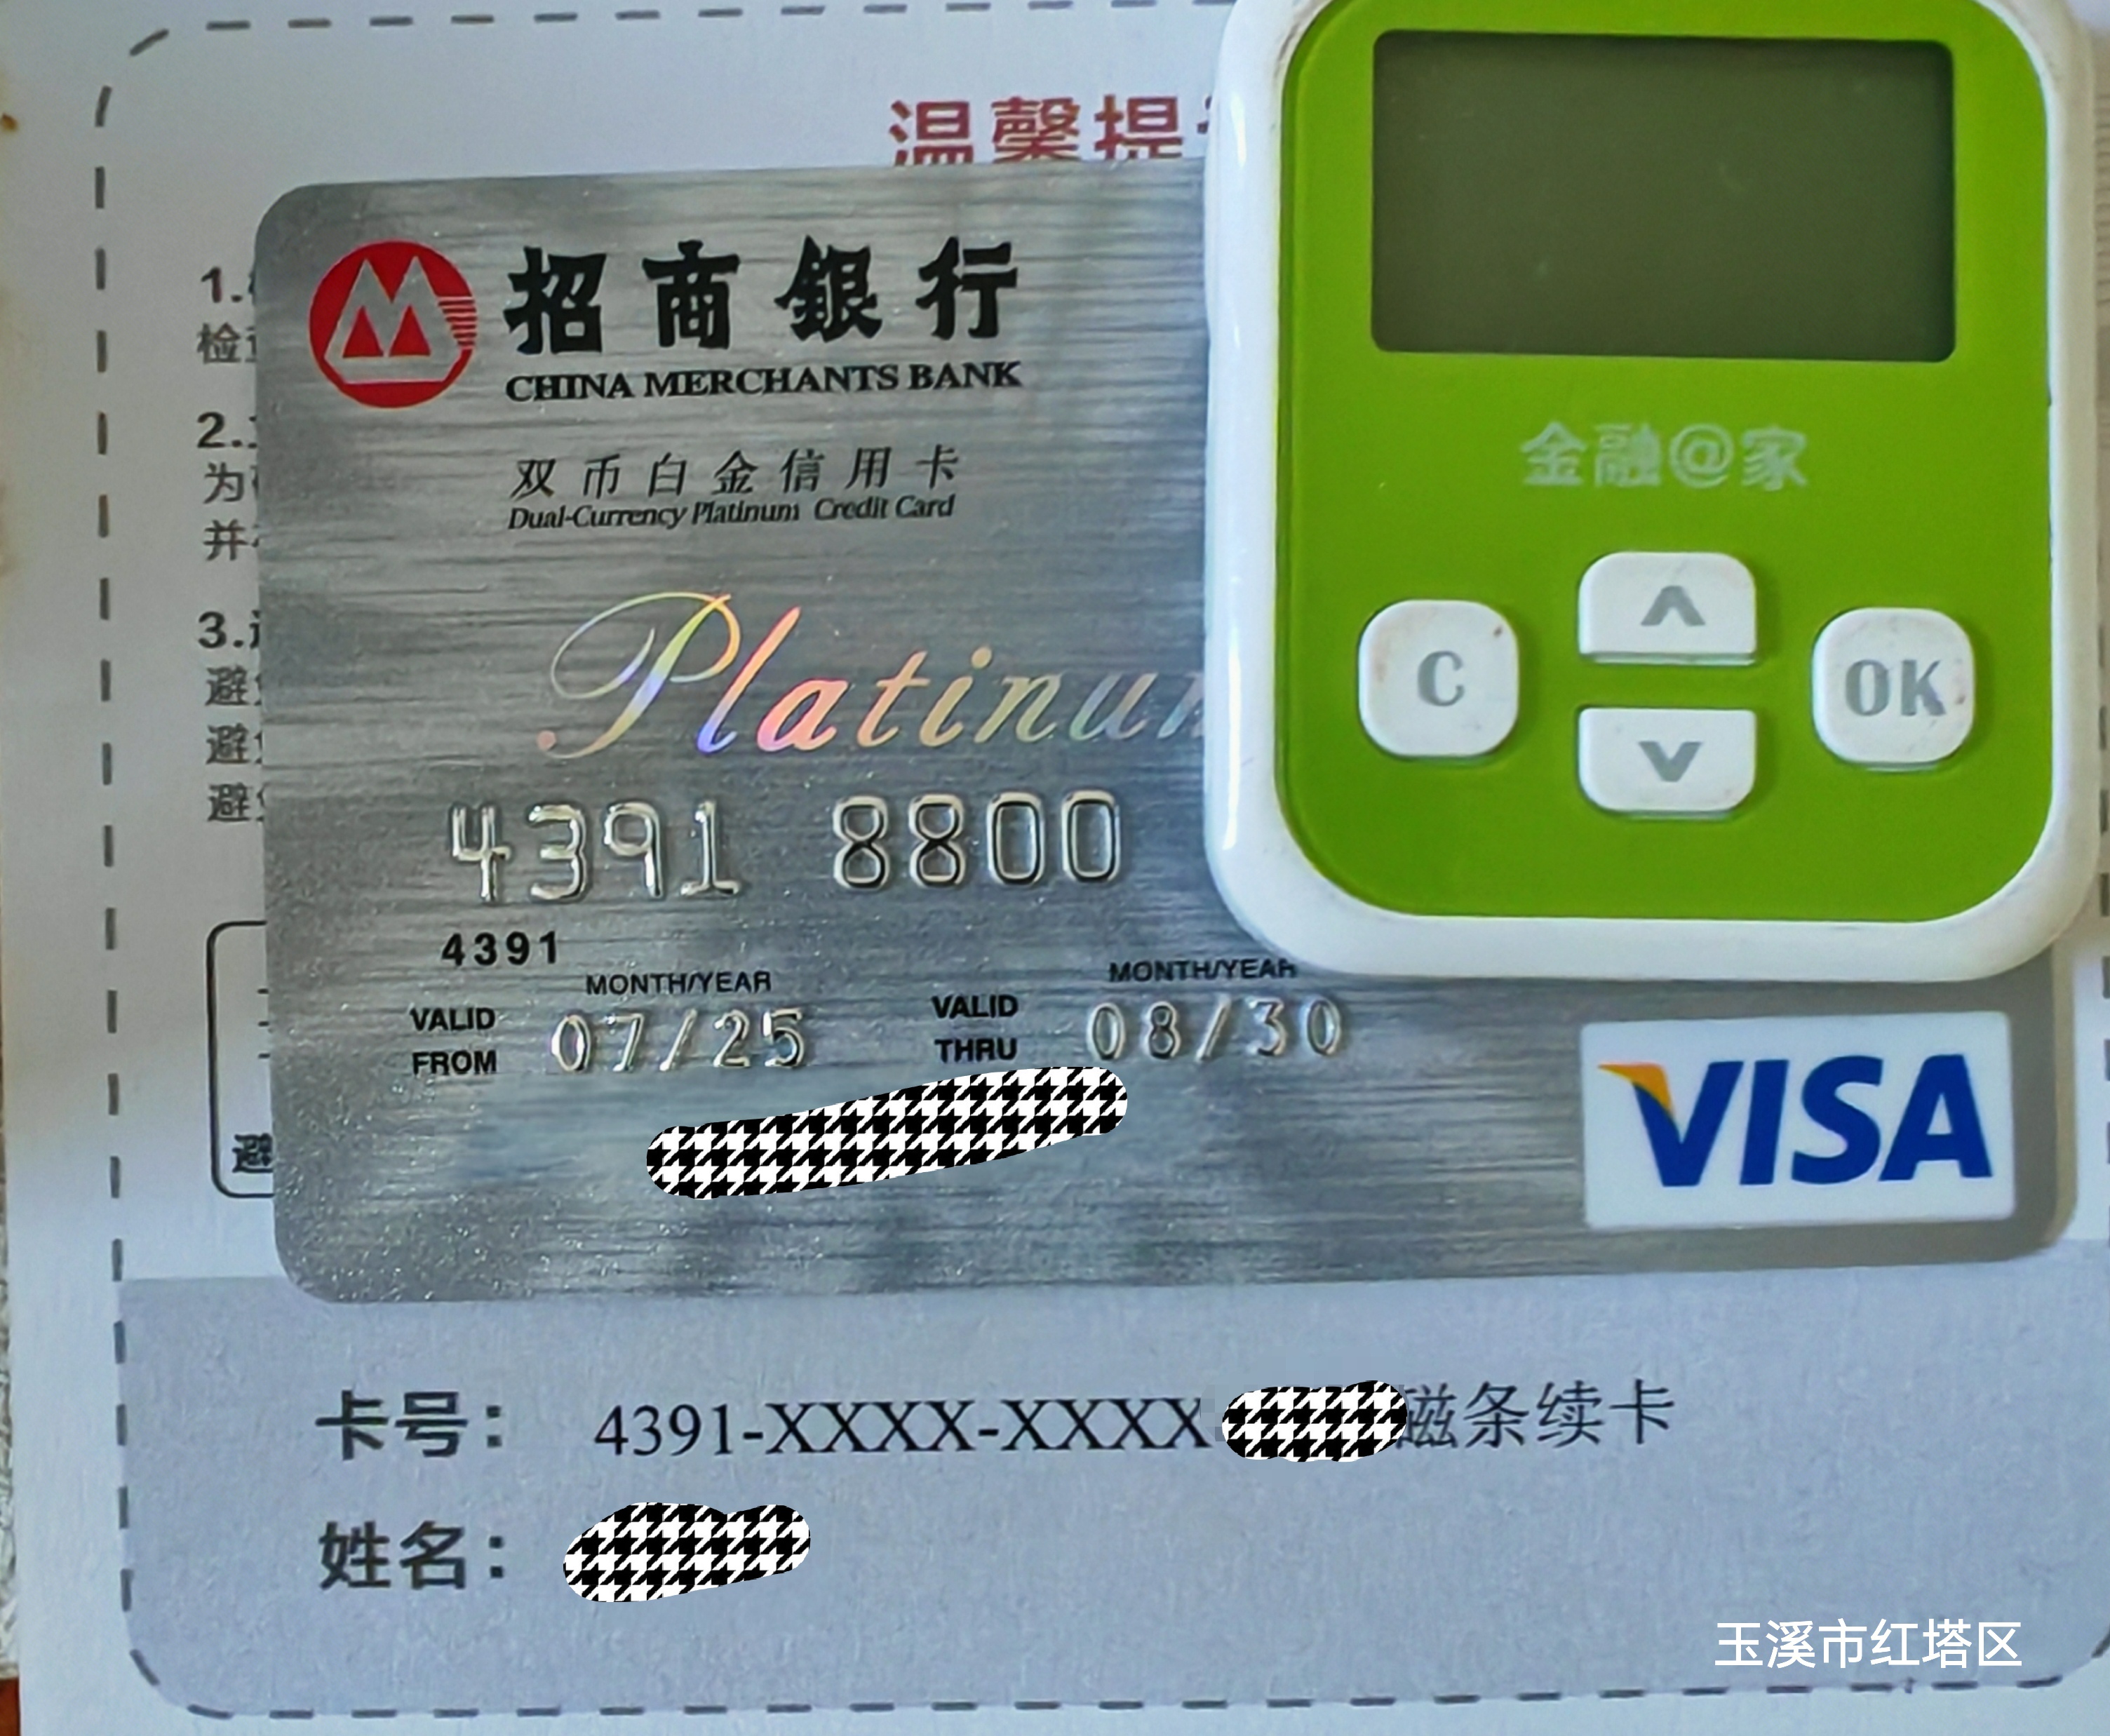 温馨提
1.
检
2.
为
并
3.
避
避
避
避
招商银行
CHINA MERCHANTS BANK
双币白金信用卡
Dual-Currency Platinum Credit Card
Platinu
4391 8800
4391
MONTH/YEAR
MONTH/YEAR
VALID FROM 07/25
VALID THRU 08/30
VISA
金融@家
C
OK
卡号: 4391-XXXX-XXXX 磁条续卡
姓名:
玉溪市红塔区